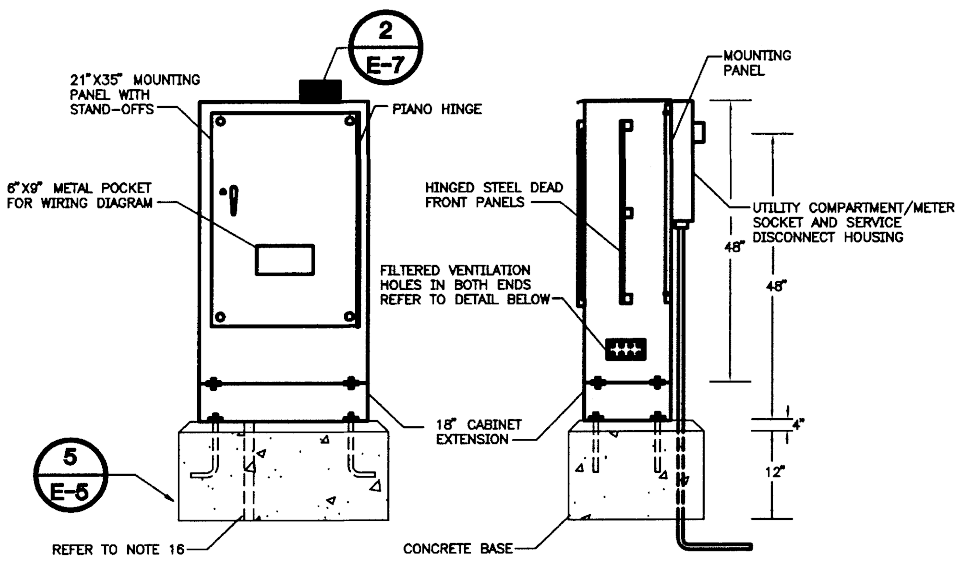 2
E-7
21"X35" MOUNTING
PANEL WITH
STAND-OFFS
PIANO HINGE
MOUNTING
PANEL
6"X9" METAL POCKET
FOR WIRING DIAGRAM
HINGED STEEL DEAD
FRONT PANELS
UTILITY COMPARTMENT/METER
SOCKET AND SERVICE
DISCONNECT HOUSING
48"
FILTERED VENTILATION
HOLES IN BOTH ENDS
REFER TO DETAIL BELOW
48"
18" CABINET
EXTENSION
4"
5
E-5
12"
REFER TO NOTE 16
CONCRETE BASE